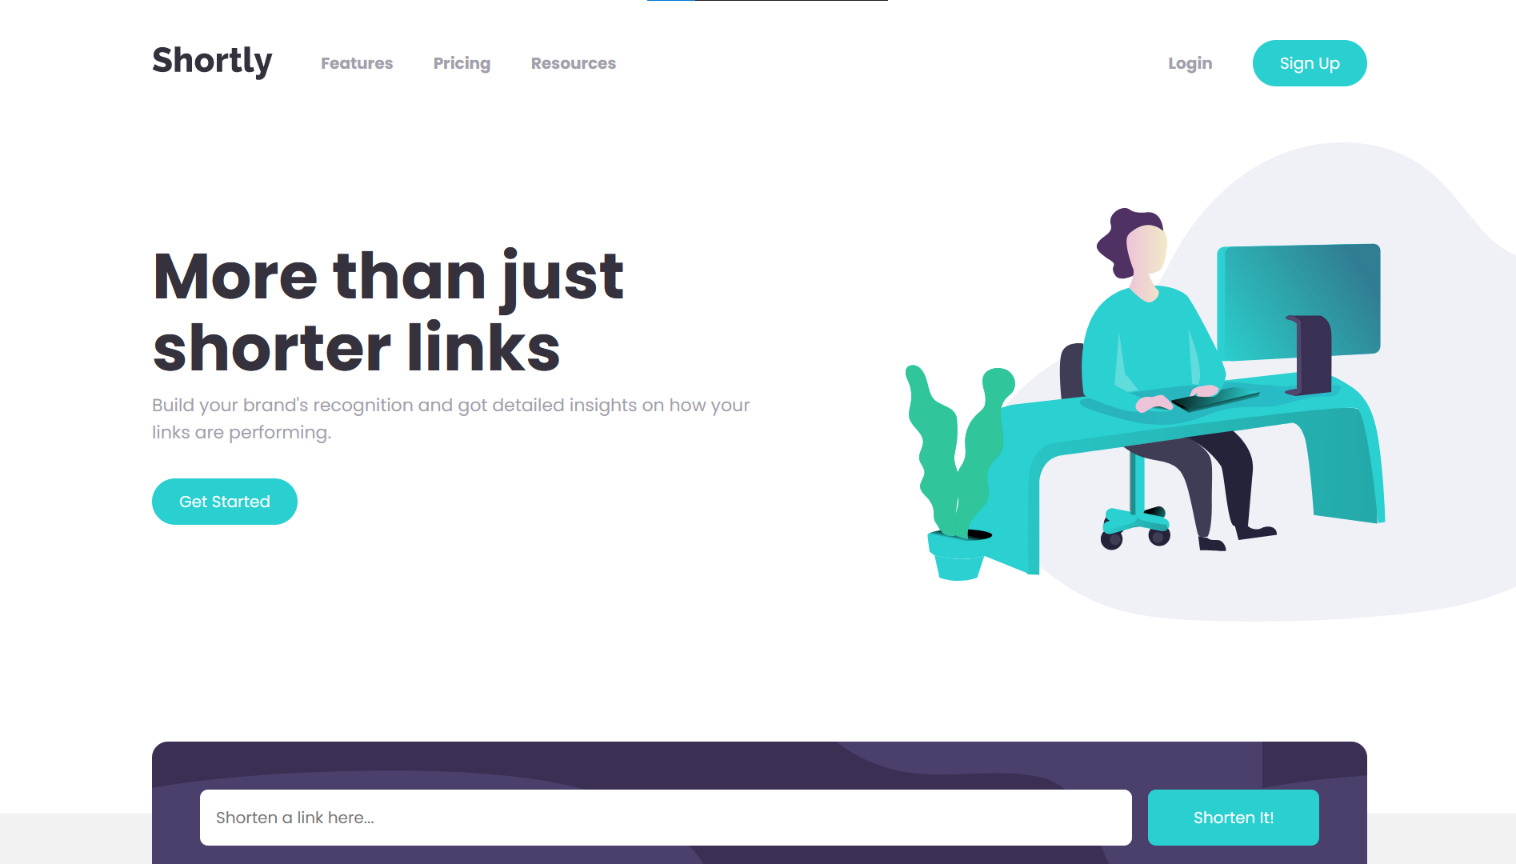 Shortly
Features
Pricing
Resources
Login
Sign Up
More than just
shorter links
Build your brand's recognition and got detailed insights on how your
links are performing.
Get Started
Shorten a link here...
Shorten It!